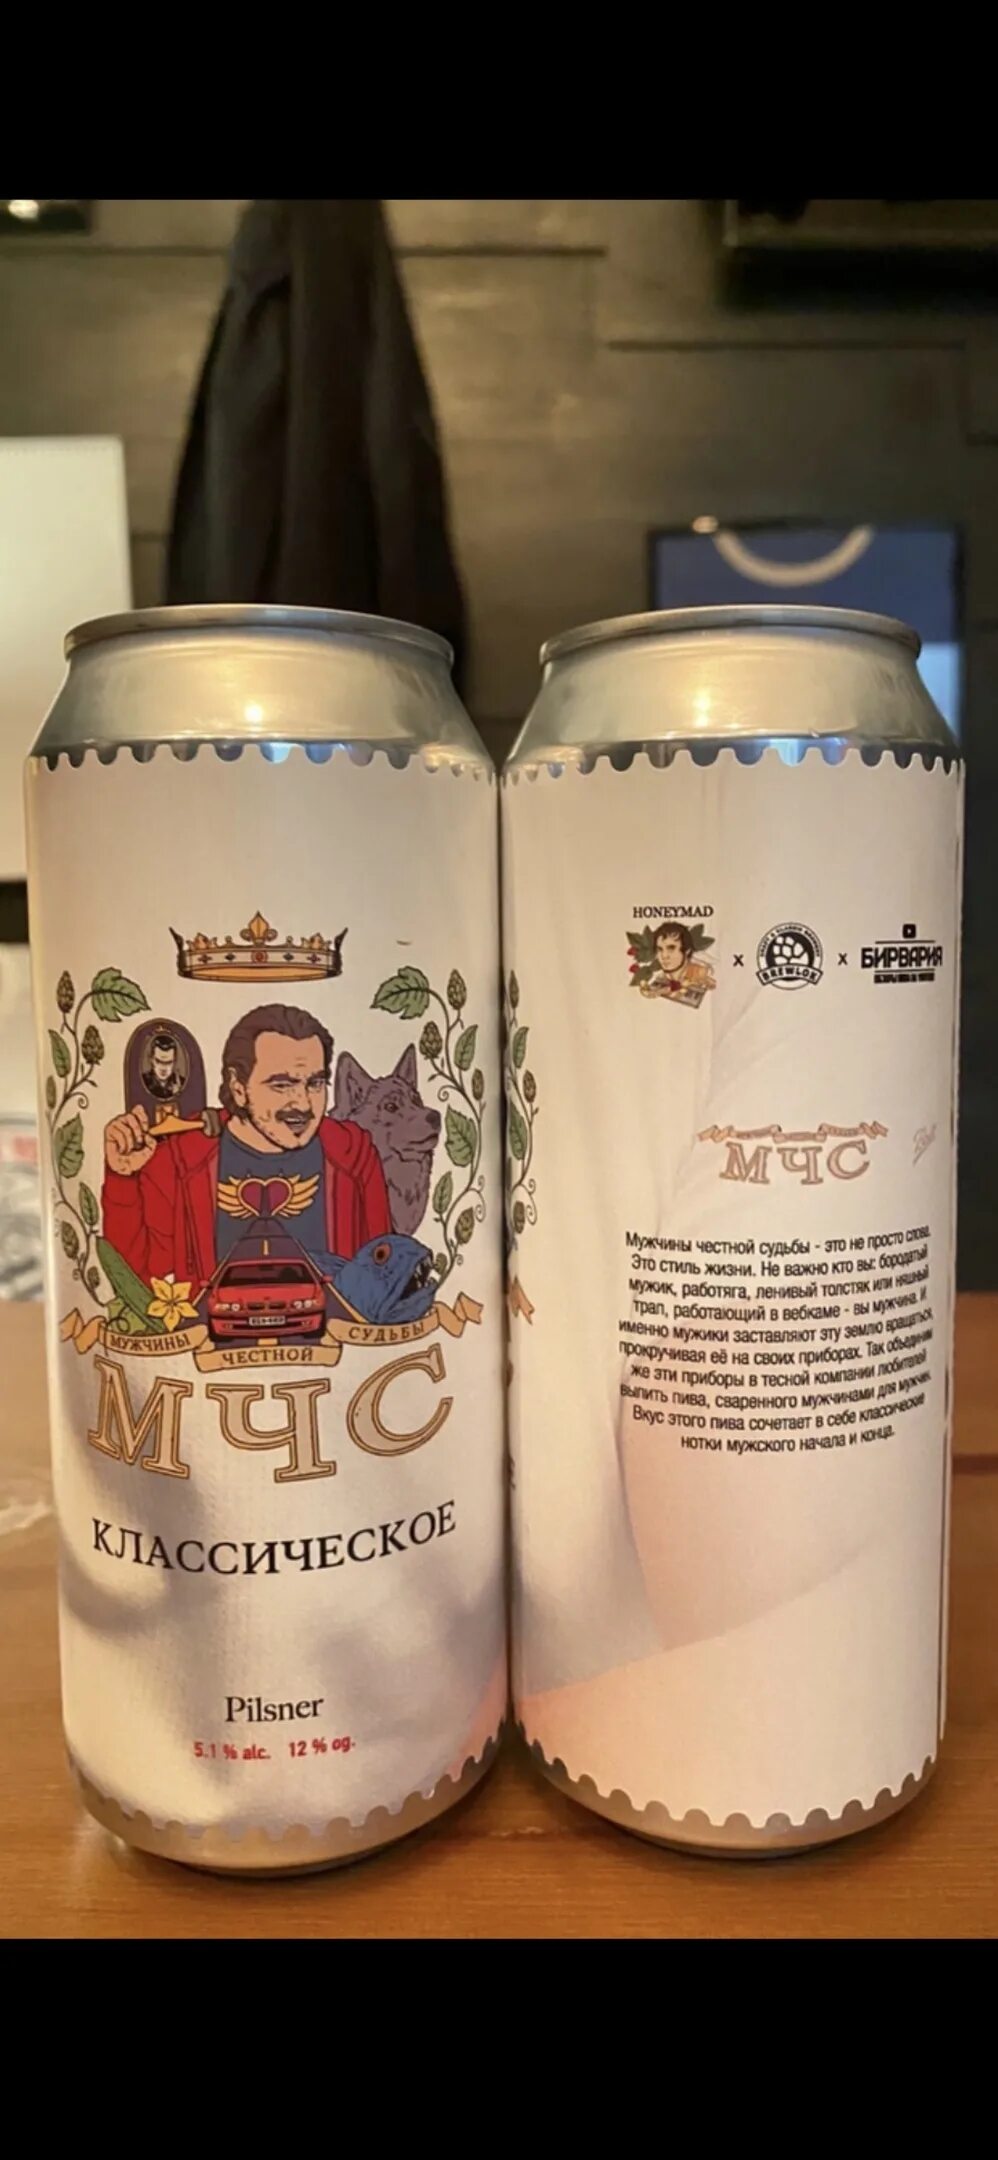 МУЖЧИНЫ
ЧЕСТНОЙ
СУДЬБЫ
МЧС
КЛАССИЧЕСКОЕ
Pilsner
5.1 % alc. 12 % og.
HONEYMAD
x BREWLOK x БИРВАРИЯ
МЧС
Мужчины честной судьбы - это не просто слова.
Это стиль жизни. Не важно кто вы: бородатый
мужик, работяга, ленивый толстяк или няшный
трап, работающий в вебкаме - вы мужчина. И
именно мужики заставляют эту землю вращаться,
прокручивая её на своих приборах. Так объединим
же эти приборы в тесной компании любителей
выпить пива, сваренного мужчинами для мужчин.
Вкус этого пива сочетает в себе классические
нотки мужского начала и конца.